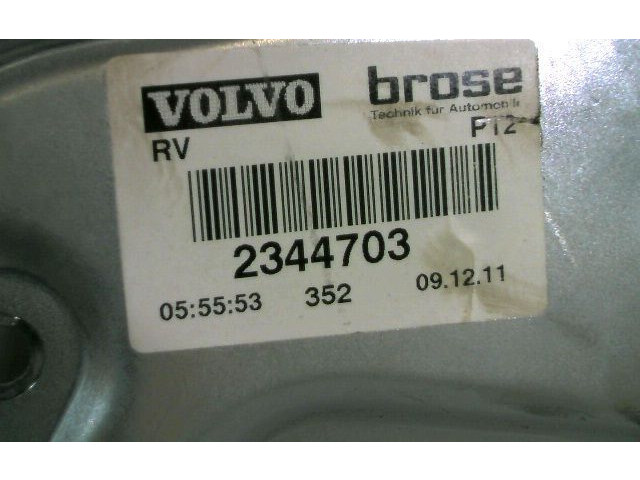 VOLVO brose
Technik für Automobile
RV P12
2344703
05:55:53 352 09.12.11